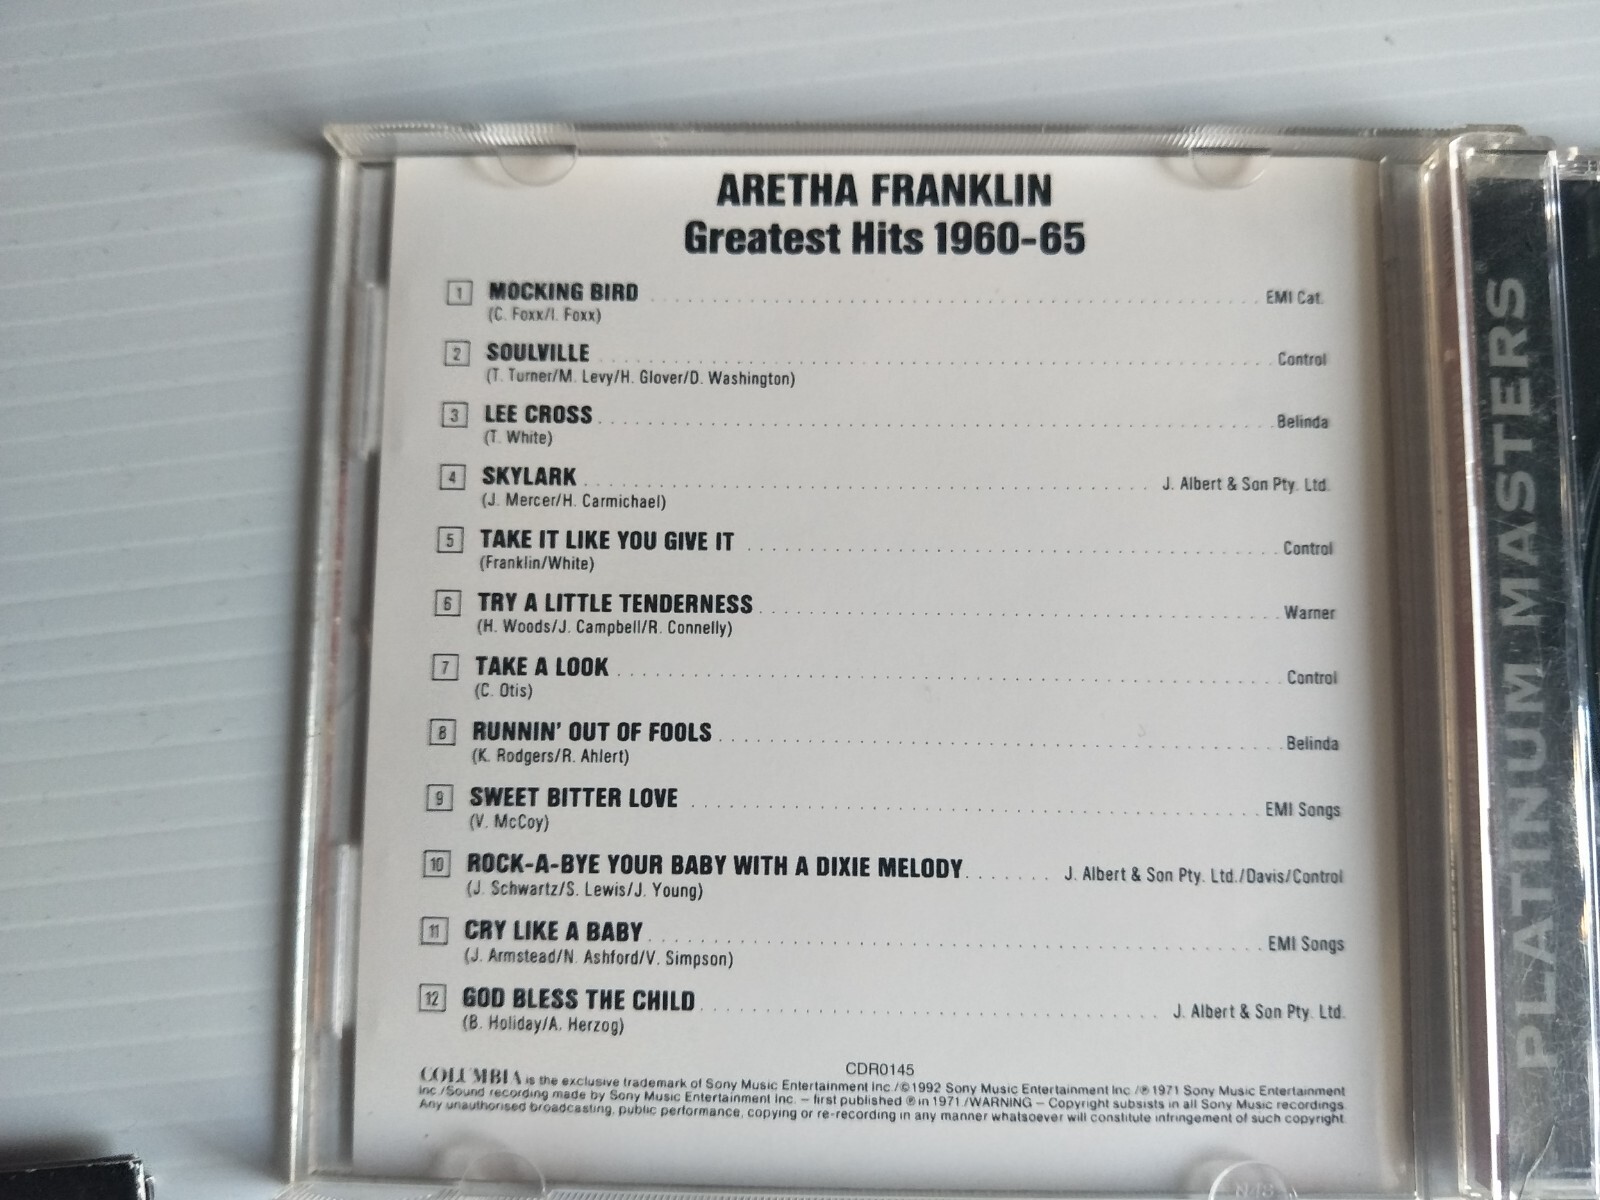 ARETHA FRANKLIN
Greatest Hits 1960-65
1 MOCKING BIRD EMI Cat.
(C. Foxx/I. Foxx)
2 SOULVILLE Control
(T. Turner/M. Levy/H. Glover/D. Washington)
3 LEE CROSS Belinda
(T. White)
4 SKYLARK J. Albert & Son Pty. Ltd.
(J. Mercer/H. Carmichael)
5 TAKE IT LIKE YOU GIVE IT Control
(Franklin/White)
6 TRY A LITTLE TENDERNESS Warner
(H. Woods/J. Campbell/R. Connelly)
7 TAKE A LOOK Control
(C. Otis)
8 RUNNIN' OUT OF FOOLS Belinda
(K. Rodgers/R. Ahlert)
9 SWEET BITTER LOVE EMI Songs
(V. McCoy)
10 ROCK-A-BYE YOUR BABY WITH A DIXIE MELODY J. Albert & Son Pty. Ltd./Davis/Control
(J. Schwartz/S. Lewis/J. Young)
11 CRY LIKE A BABY EMI Songs
(J. Armstead/N. Ashford/V. Simpson)
12 GOD BLESS THE CHILD J. Albert & Son Pty. Ltd.
(B. Holiday/A. Herzog)
CDR0145
COLUMBIA is the exclusive trademark of Sony Music Entertainment Inc./© 1992 Sony Music Entertainment Inc./℗ 1971 Sony Music Entertainment
Inc./Sound recording made by Sony Music Entertainment Inc. – first published ℗ in 1971/WARNING – Copyright subsists in all Sony Music recordings.
Any unauthorised broadcasting, public performance, copying or re-recording in any manner whatsoever will constitute infringement of such copyright.
PLATINUM MASTERS